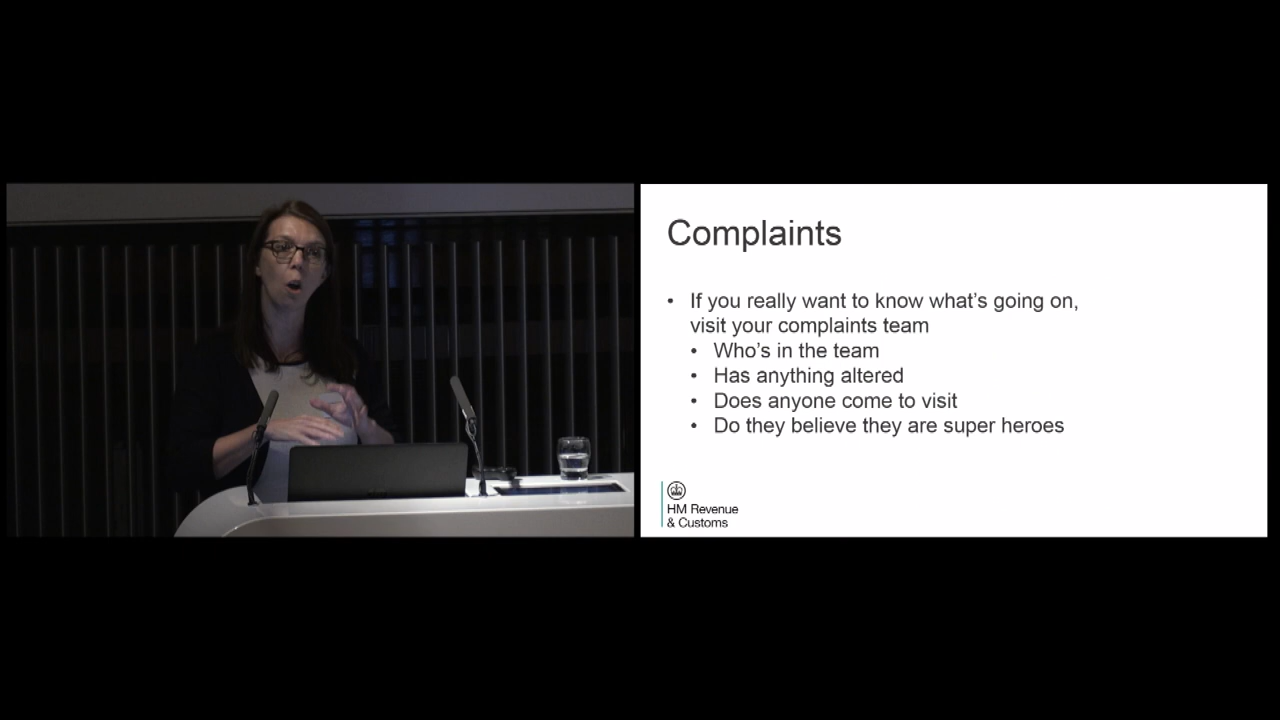 Complaints
• If you really want to know what's going on,
visit your complaints team
• Who's in the team
• Has anything altered
• Does anyone come to visit
• Do they believe they are super heroes
HM Revenue
& Customs